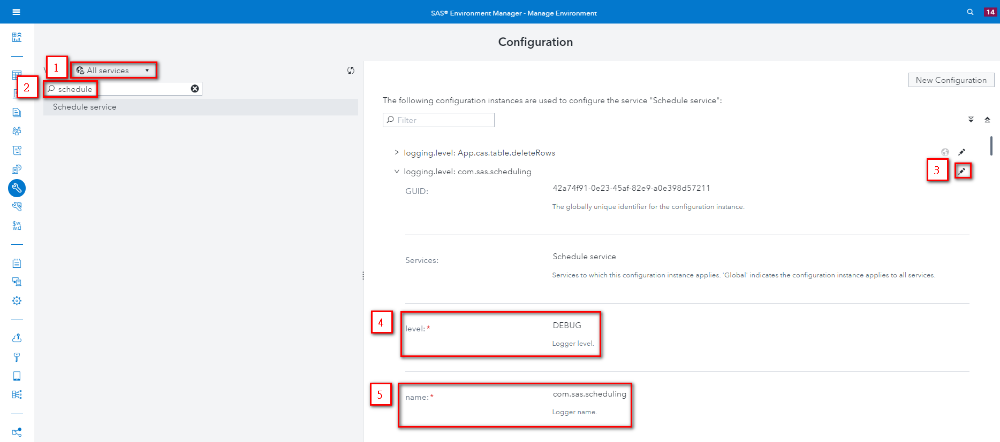 SAS® Environment Manager - Manage Environment
14
Configuration
1
All services
2
schedule
Schedule service
New Configuration
The following configuration instances are used to configure the service "Schedule service":
Filter
logging.level: App.cas.table.deleteRows
logging.level: com.sas.scheduling
3
GUID:
42a74f91-0e23-45af-82e9-a0e398d57211
The globally unique identifier for the configuration instance.
Services:
Schedule service
Services to which this configuration instance applies. 'Global' indicates the configuration instance applies to all services.
4
level:*
DEBUG
Logger level.
5
name:*
com.sas.scheduling
Logger name.
$w,
w.d